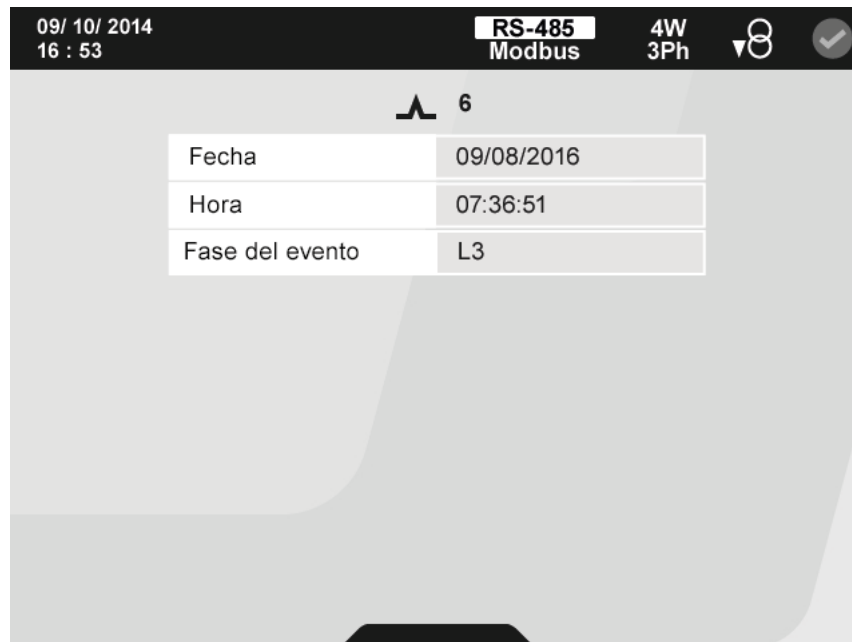 09/ 10/ 2014
16 : 53
RS-485
Modbus
4W
3Ph
6
Fecha 09/08/2016
Hora 07:36:51
Fase del evento L3